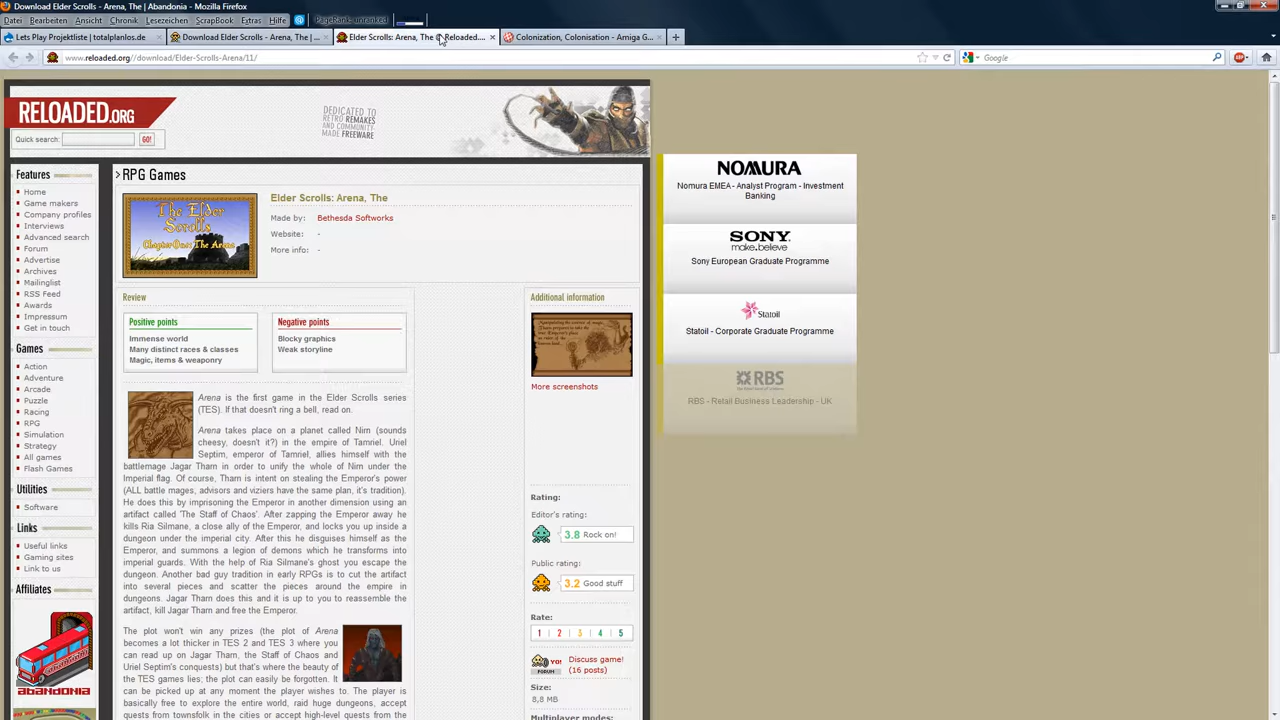 Download Elder Scrolls - Arena, The | Abandonia - Mozilla Firefox
Datei Bearbeiten Ansicht Chronik Lesezeichen ScrapBook Extras Hilfe PageRank: unranked
Lets Play Projektliste | totalplanlos.de
Download Elder Scrolls - Arena, The | ...
Elder Scrolls: Arena, The @ Reloaded....
Colonization, Colonisation - Amiga G...
www.reloaded.org//download/Elder-Scrolls-Arena/11/
Google
ABP
RELOADED.ORG
DEDICATED TO
RETRO REMAKES
AND COMMUNITY
MADE FREEWARE
Quick search: GO!
Features
Home
Game makers
Company profiles
Interviews
Advanced search
Forum
Advertise
Archives
Mailinglist
RSS Feed
Awards
Impressum
Get in touch
Games
Action
Adventure
Arcade
Puzzle
Racing
RPG
Simulation
Strategy
All games
Flash Games
Utilities
Software
Links
Useful links
Gaming sites
Link to us
Affiliates
ABANDONIA
RPG Games
The Elder
Scrolls
Chapter One: The Arena
Elder Scrolls: Arena, The
Made by: Bethesda Softworks
Website: -
More info: -
Review
Positive points
Immense world
Many distinct races & classes
Magic, items & weaponry
Negative points
Blocky graphics
Weak storyline
Arena is the first game in the Elder Scrolls series
(TES). If that doesn't ring a bell, read on.
Arena takes place on a planet called Nirn (sounds
cheesy, doesn't it?) in the empire of Tamriel. Uriel
Septim, emperor of Tamriel, allies himself with the
battlemage Jagar Tharn in order to unify the whole of Nirn under the
Imperial flag. Of course, Tharn is intent on stealing the Emperor's power
(ALL battle mages, advisors and viziers have the same plan, it's tradition).
He does this by imprisoning the Emperor in another dimension using an
artifact called 'The Staff of Chaos'. After zapping the Emperor away he
kills Ria Silmane, a close ally of the Emperor, and locks you up inside a
dungeon under the imperial city. After this he disguises himself as the
Emperor, and summons a legion of demons which he transforms into
imperial guards. With the help of Ria Silmane's ghost you escape the
dungeon. Another bad guy tradition in early RPGs is to cut the artifact
into several pieces and scatter the pieces around the empire in
dungeons. Jagar Tharn does this and it is up to you to reassemble the
artifact, kill Jagar Tharn and free the Emperor.
The plot won't win any prizes (the plot of Arena
becomes a lot thicker in TES 2 and TES 3 where you
can read up on Jagar Tharn, the Staff of Chaos and
Uriel Septim's conquests) but that's where the beauty of
the TES games lies; the plot can easily be forgotten. It
can be picked up at any moment the player wishes to. The player is
basically free to explore the entire world, raid huge dungeons, accept
quests from townsfolk in the cities or accept high-level quests from the
Additional information
More screenshots
Rating:
Editor's rating:
3.8 Rock on!
Public rating:
3.2 Good stuff
Rate:
1 2 3 4 5
YO!
FORUM
Discuss game!
(16 posts)
Size:
8,8 MB
Multiplayer modes:
NOMURA
Nomura EMEA - Analyst Program - Investment
Banking
SONY
make.believe
Sony European Graduate Programme
Statoil
Statoil - Corporate Graduate Programme
RBS
RBS - Retail Business Leadership - UK